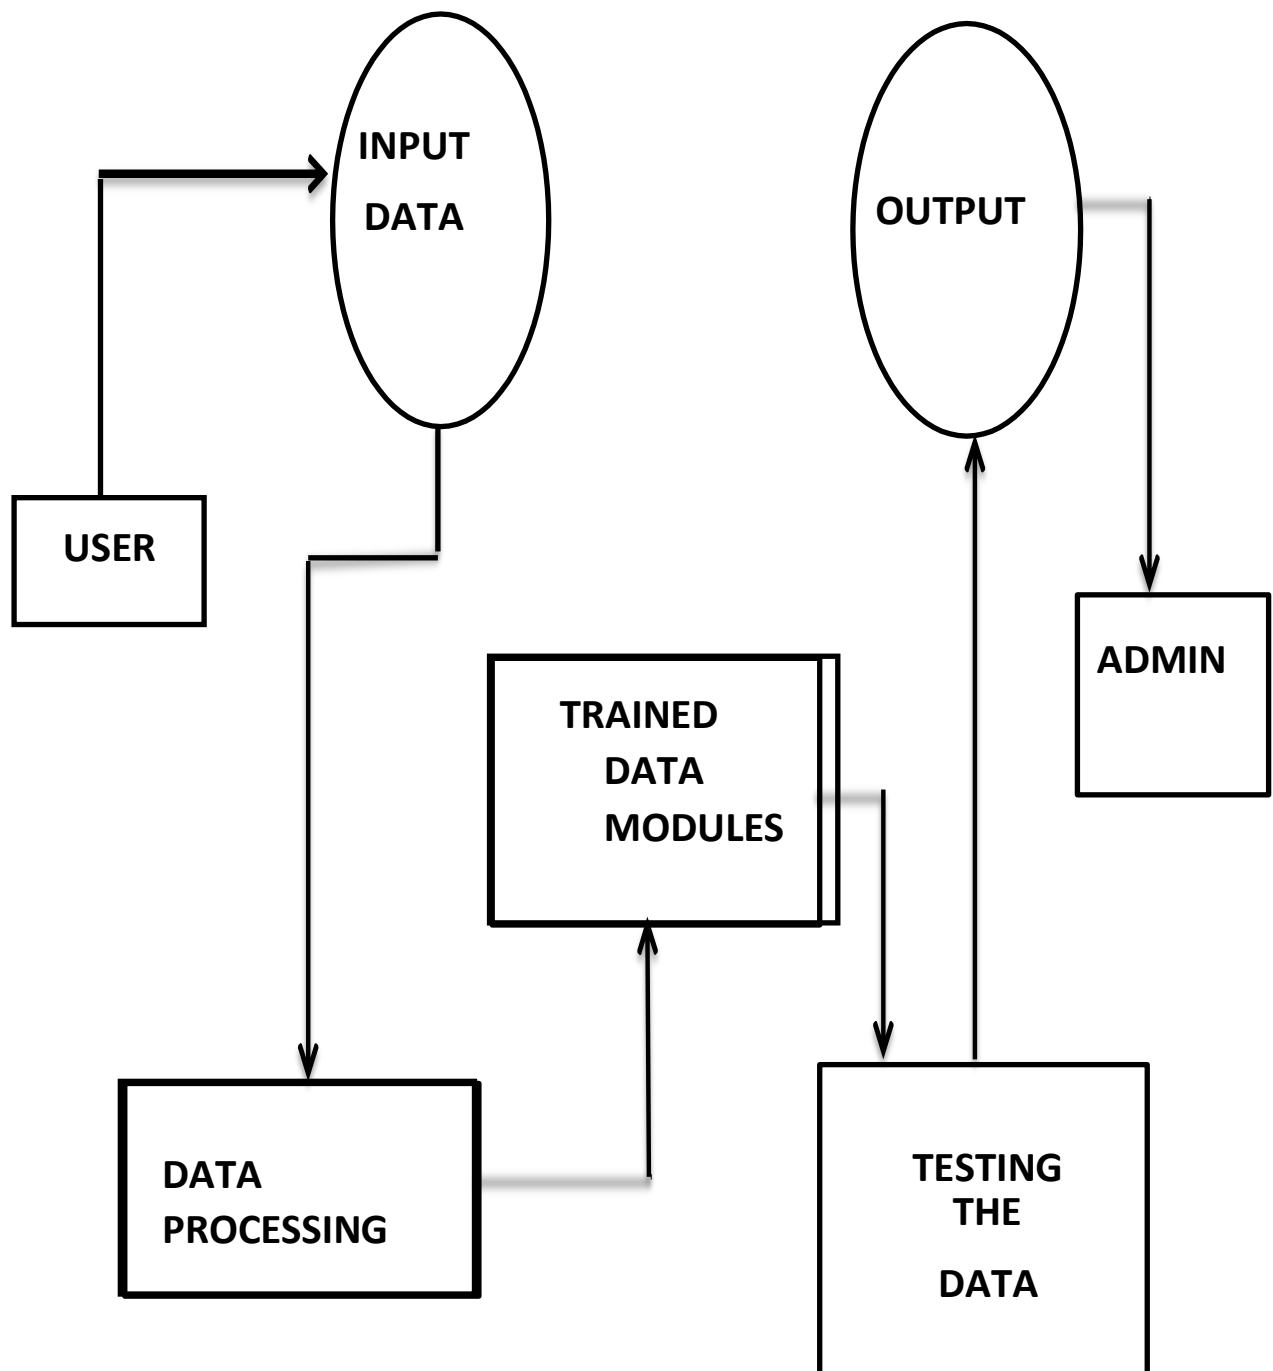 INPUT
DATA
OUTPUT
USER
ADMIN
TRAINED
DATA
MODULES
DATA
PROCESSING
TESTING
THE
DATA